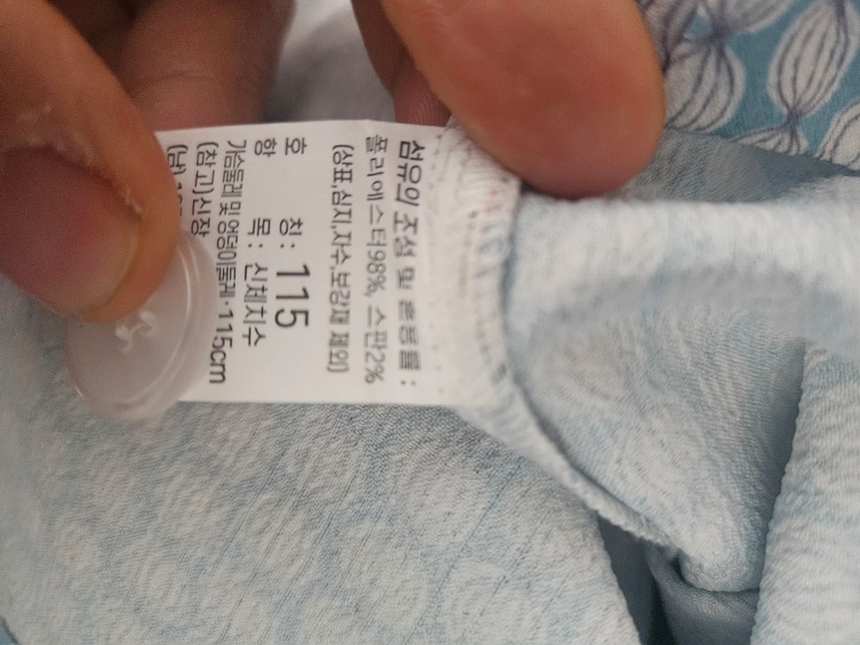 섬유의 조성 및 혼용률 :
폴리에스터98%, 스판2%
(상표,심지,자수,보강재 제외)
호 칭 : 115
항 목 : 신체치수
가슴둘레 및 엉덩이둘레·115cm
(참고)신장
(남)